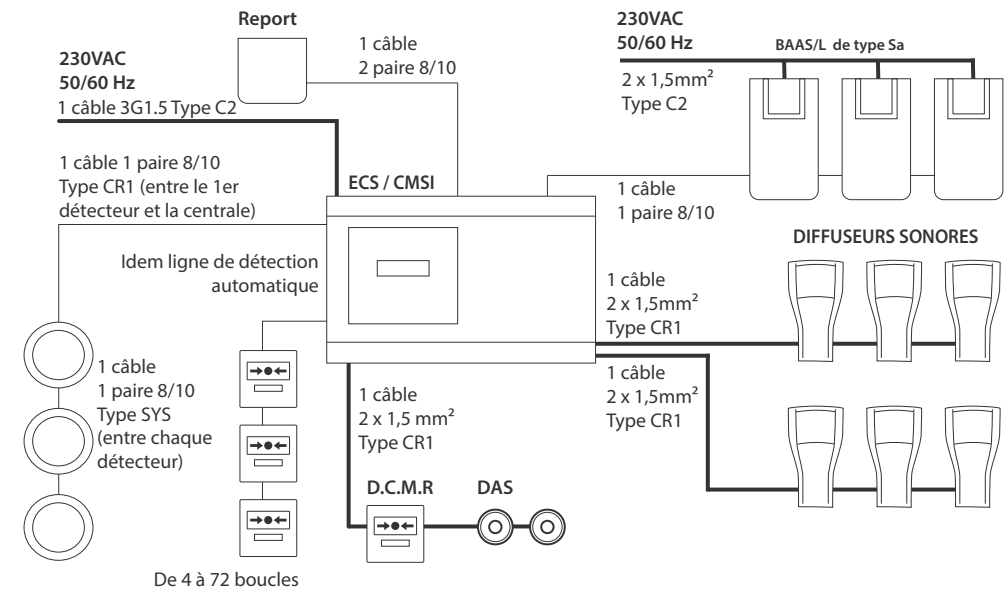 Report
230VAC
50/60 Hz
1 câble 3G1.5 Type C2
1 câble
2 paire 8/10
230VAC
50/60 Hz
2 x 1,5mm²
Type C2
BAAS/L de type Sa
1 câble 1 paire 8/10
Type CR1 (entre le 1er
détecteur et la centrale)
ECS / CMSI
1 câble
1 paire 8/10
Idem ligne de détection
automatique
DIFFUSEURS SONORES
1 câble
2 x 1,5mm²
Type CR1
1 câble
1 paire 8/10
Type SYS
(entre chaque
détecteur)
1 câble
2 x 1,5 mm²
Type CR1
1 câble
2 x 1,5mm²
Type CR1
D.C.M.R
DAS
De 4 à 72 boucles